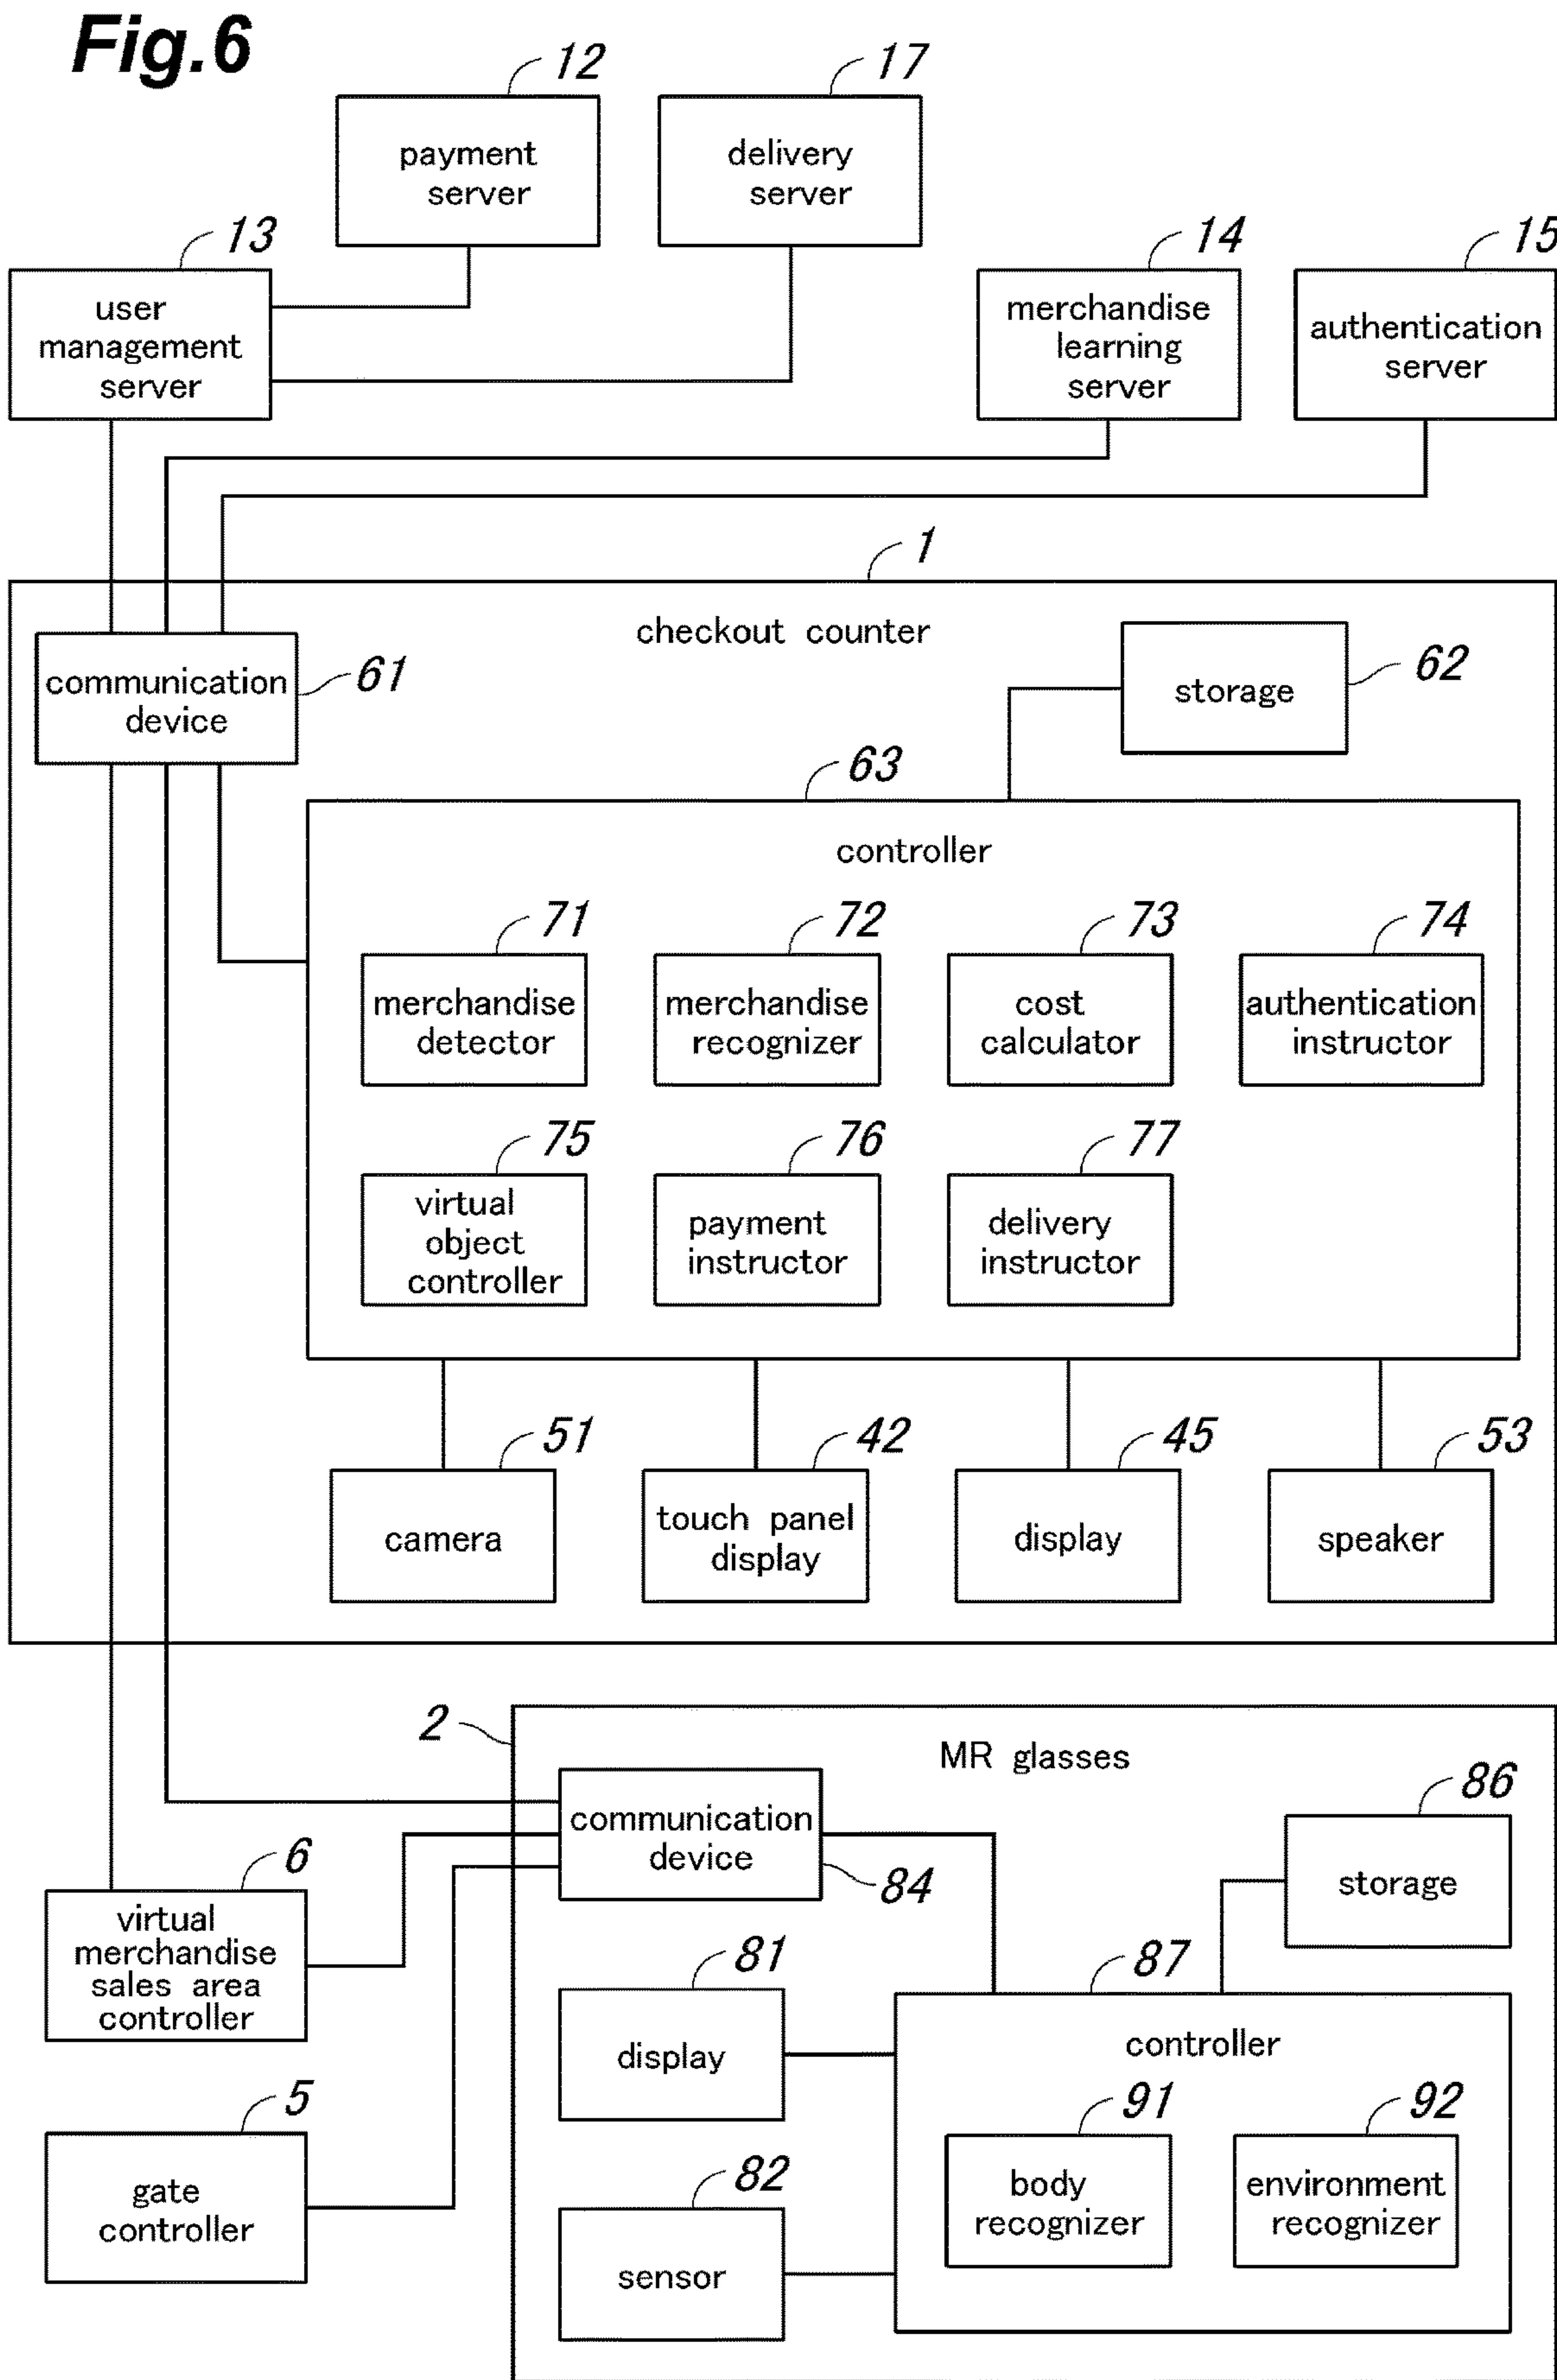 Fig.6
12
17
payment
server
delivery
server
13
14
15
user
management
server
merchandise
learning
server
authentication
server
1
checkout counter
communication
device
61
storage
62
63
controller
71
72
73
74
merchandise
detector
merchandise
recognizer
cost
calculator
authentication
instructor
75
76
77
virtual
object
controller
payment
instructor
delivery
instructor
51
42
45
53
camera
touch panel
display
display
speaker
2
MR glasses
communication
device
84
86
storage
6
virtual
merchandise
sales area
controller
81
display
87
controller
5
gate
controller
91
92
body
recognizer
environment
recognizer
82
sensor